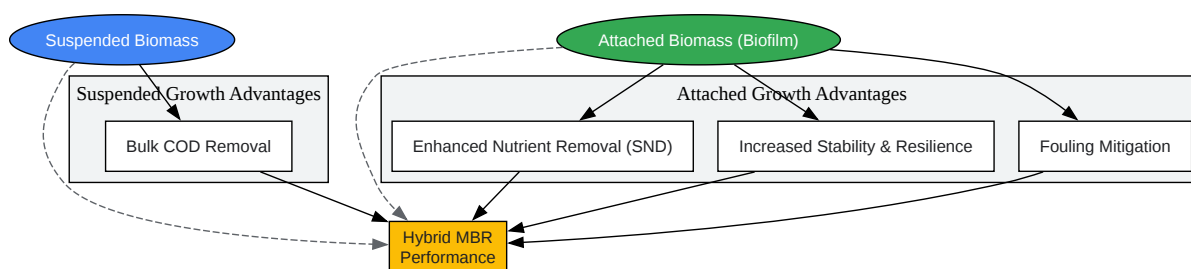 Suspended Biomass
Attached Biomass (Biofilm)
Suspended Growth Advantages
Attached Growth Advantages
Bulk COD Removal
Enhanced Nutrient Removal (SND)
Increased Stability & Resilience
Fouling Mitigation
Hybrid MBR
Performance